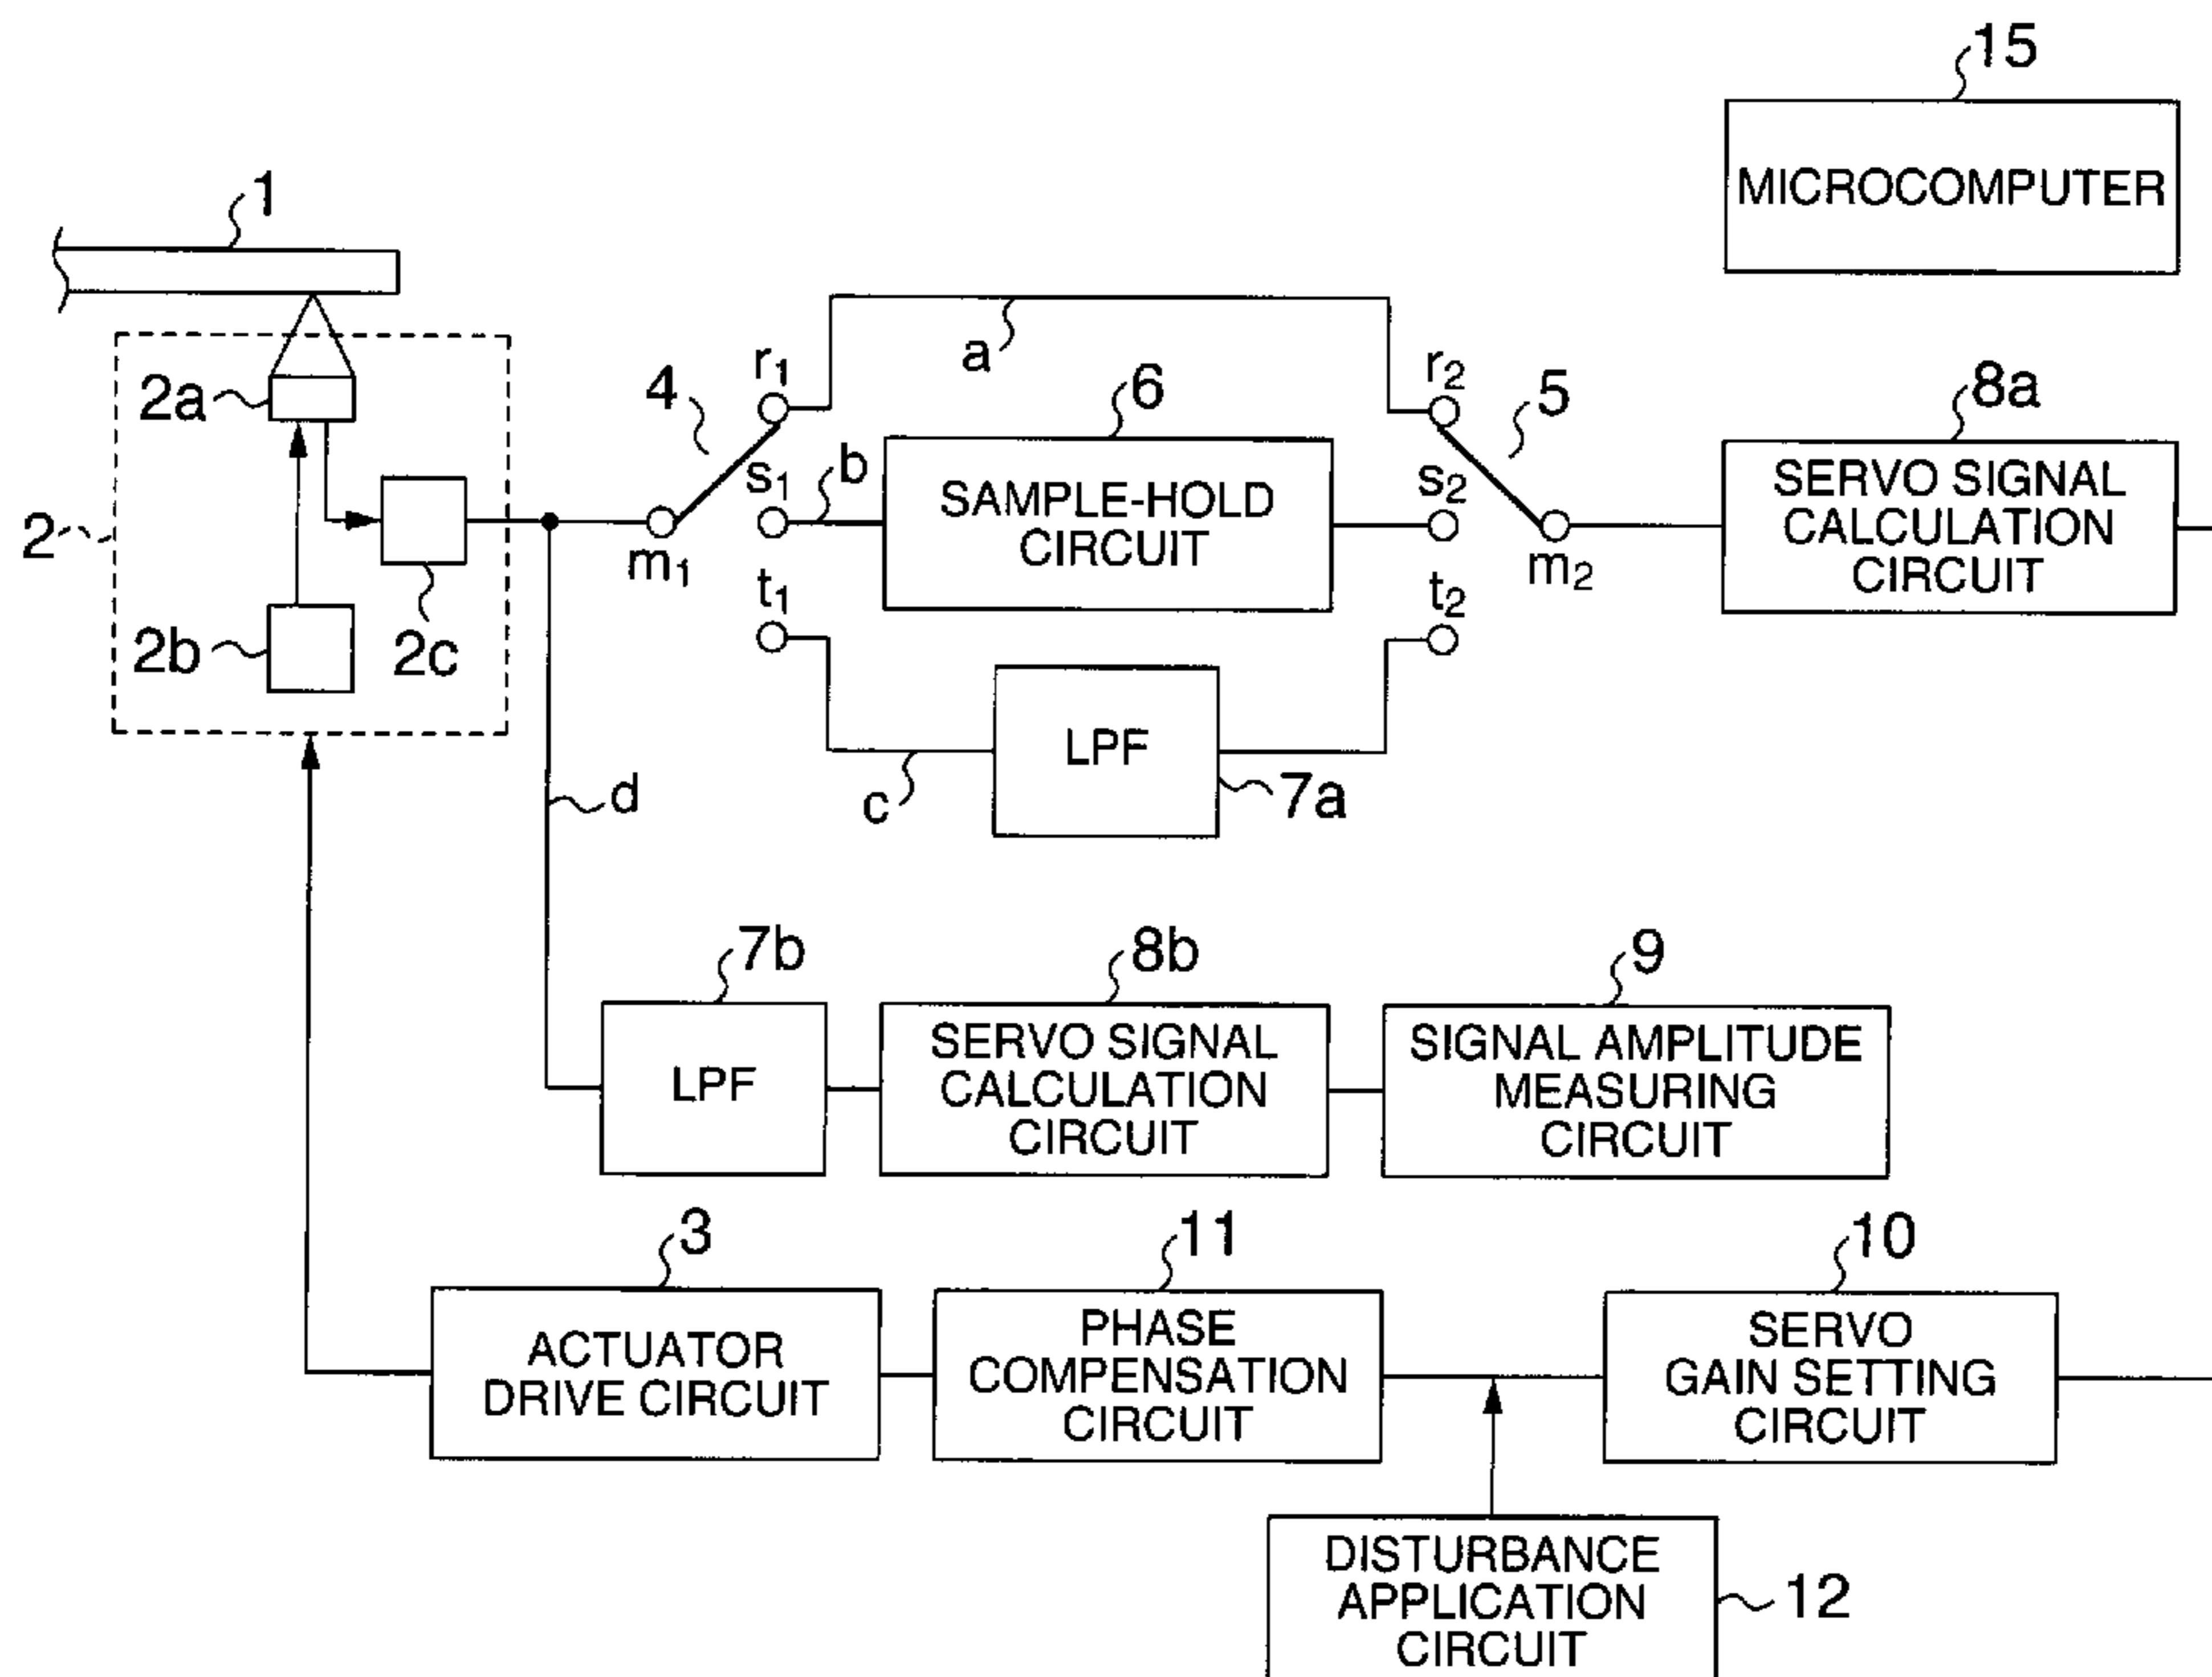 15
MICROCOMPUTER
1
a
r1
r2
4
6
5
8a
2a
s1
b
SAMPLE-HOLD
CIRCUIT
s2
SERVO SIGNAL
CALCULATION
CIRCUIT
2
m1
m2
t1
t2
2b
2c
LPF
c
7a
d
7b
8b
9
LPF
SERVO SIGNAL
CALCULATION
CIRCUIT
SIGNAL AMPLITUDE
MEASURING
CIRCUIT
3
11
10
ACTUATOR
DRIVE CIRCUIT
PHASE
COMPENSATION
CIRCUIT
SERVO
GAIN SETTING
CIRCUIT
DISTURBANCE
APPLICATION
CIRCUIT
12